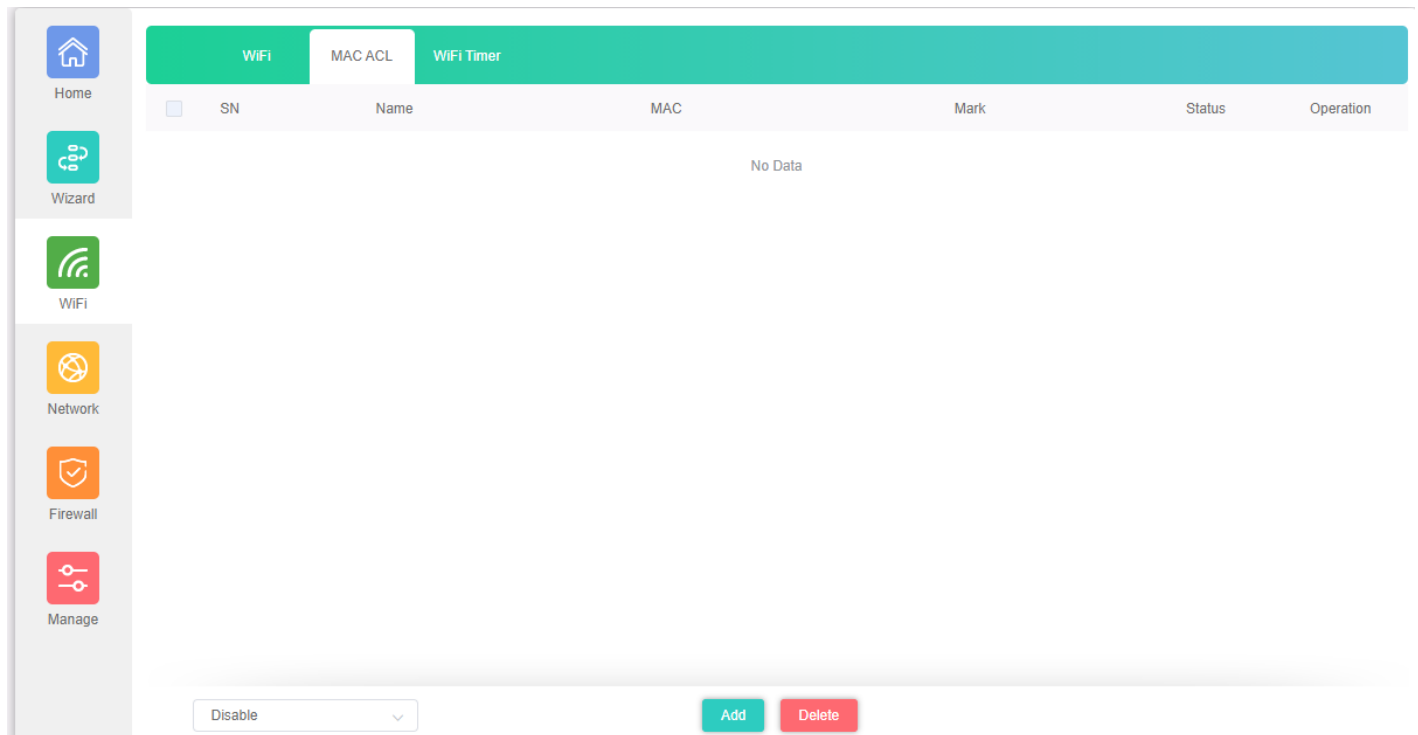 Home
Wizard
WiFi
Network
Firewall
Manage
WiFi MAC ACL WiFi Timer
SN Name MAC Mark Status Operation
No Data
Disable Add Delete